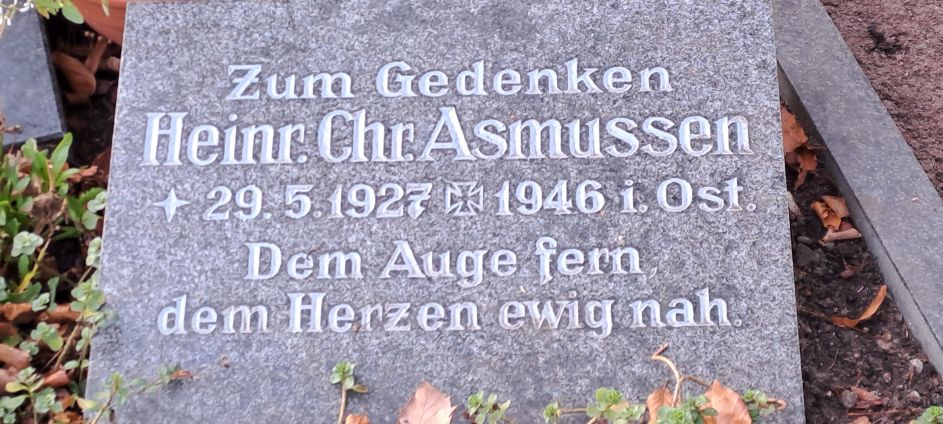 Zum Gedenken
Heinr. Chr. Asmussen
29. 5. 1927 1946 i. Ost.
Dem Auge fern,
dem Herzen ewig nah.